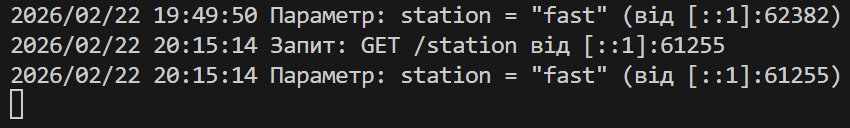 2026/02/22 19:49:50 Параметр: station = "fast" (від [::1]:62382)
2026/02/22 20:15:14 Запит: GET /station від [::1]:61255
2026/02/22 20:15:14 Параметр: station = "fast" (від [::1]:61255)